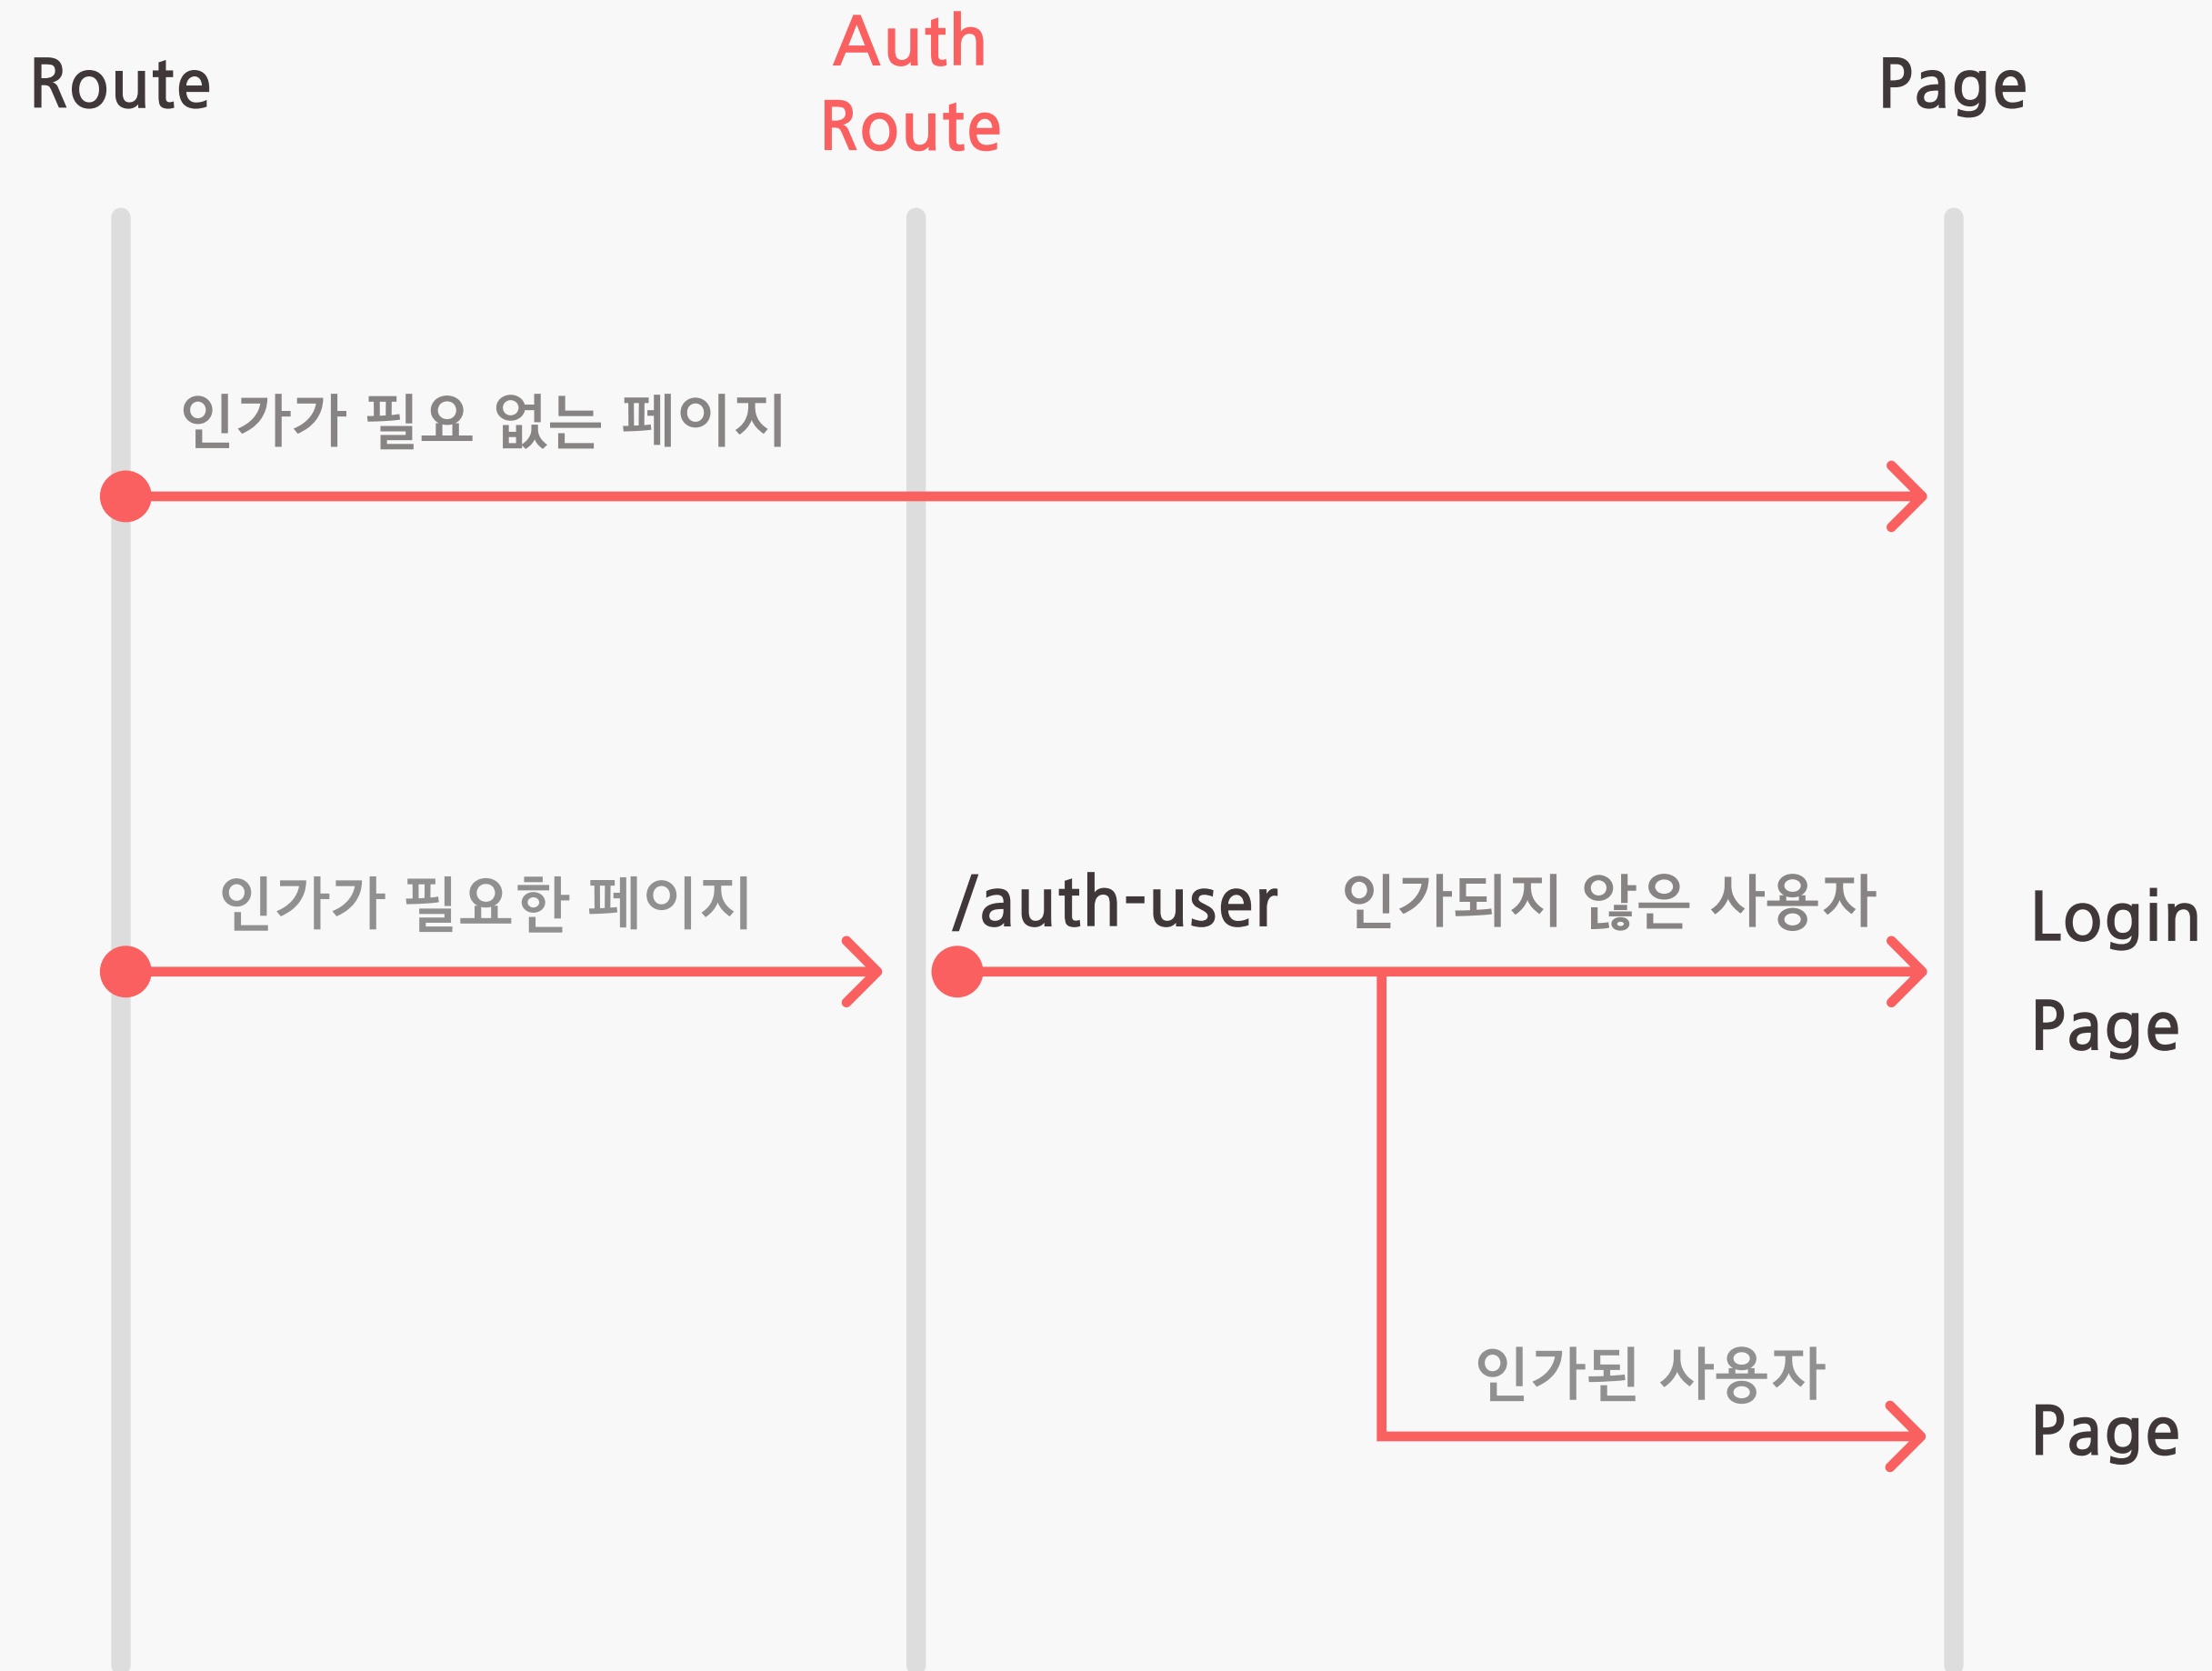 Route
Auth
Route
Page
인가가 필요 없는 페이지
인가가 필요한 페이지
/auth-user
인가되지 않은 사용자
Login
Page
인가된 사용자
Page